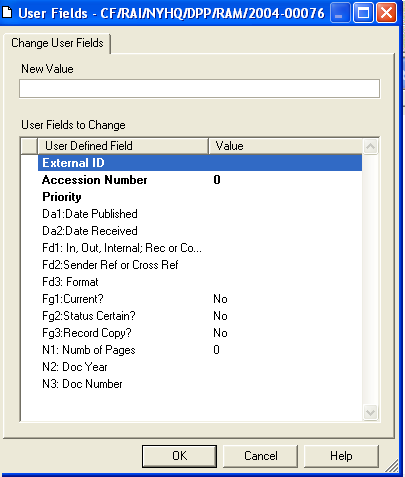 User Fields - CF/RAI/NYHQ/DPP/RAM/2004-00076
Change User Fields
New Value
User Fields to Change
User Defined Field Value
External ID
Accession Number 0
Priority
Da1:Date Published
Da2:Date Received
Fd1: In, Out, Internal; Rec or Co...
Fd2:Sender Ref or Cross Ref
Fd3: Format
Fg1:Current? No
Fg2:Status Certain? No
Fg3:Record Copy? No
N1: Numb of Pages 0
N2: Doc Year
N3: Doc Number
OK Cancel Help